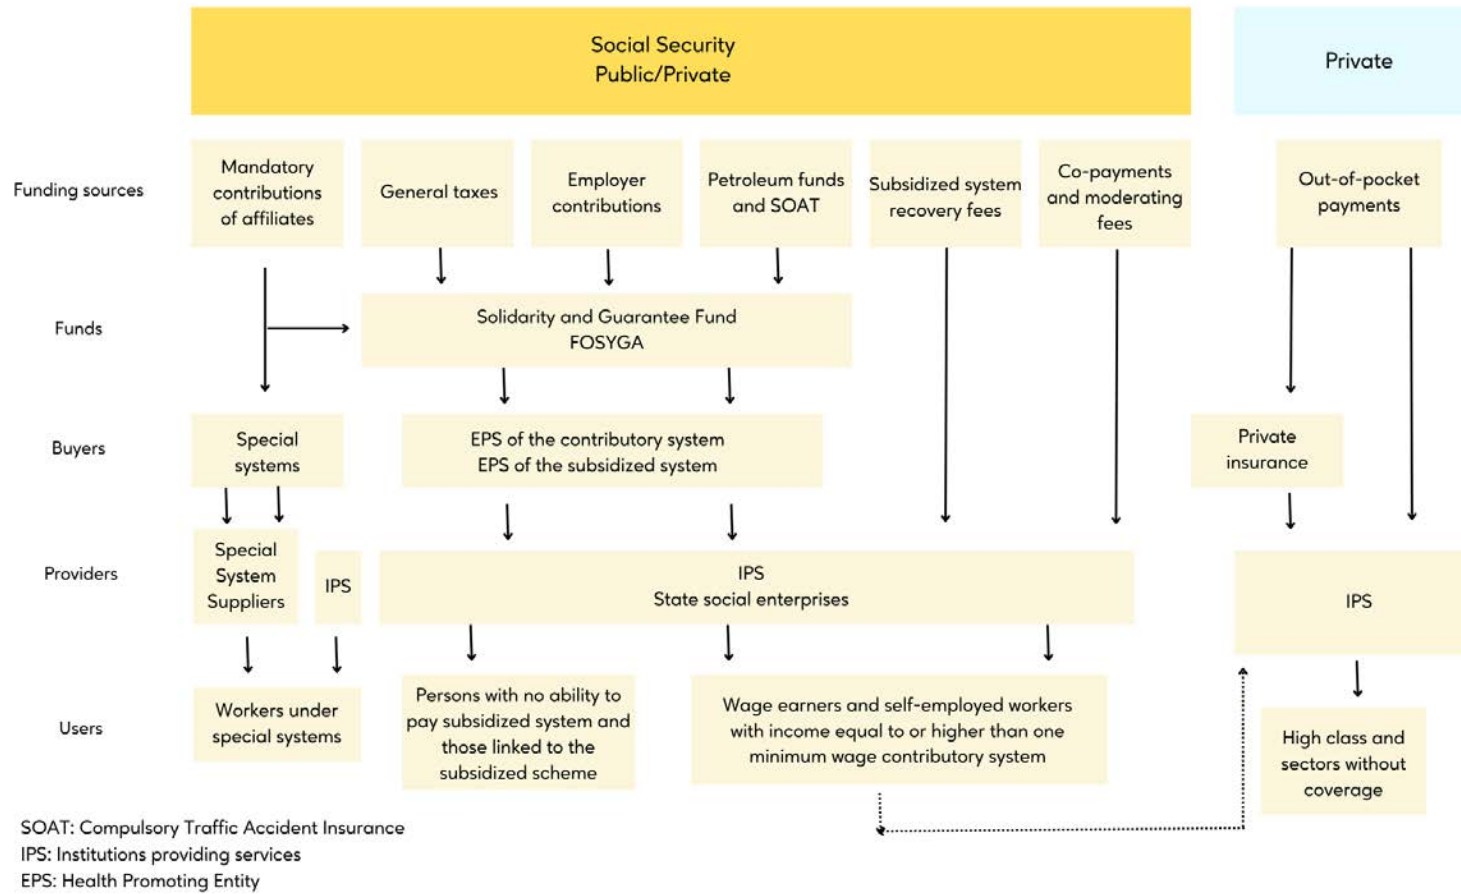 Social Security
Public/Private
Private
Funding sources
Mandatory
contributions
of affiliates
General taxes
Employer
contributions
Petroleum funds
and SOAT
Subsidized system
recovery fees
Co-payments
and moderating
fees
Out-of-pocket
payments
Funds
Solidarity and Guarantee Fund
FOSYGA
Buyers
Special
systems
EPS of the contributory system
EPS of the subsidized system
Private
insurance
Providers
Special
System
Suppliers
IPS
IPS
State social enterprises
IPS
Users
Workers under
special systems
Persons with no ability to
pay subsidized system and
those linked to the
subsidized scheme
Wage earners and self-employed workers
with income equal to or higher than one
minimum wage contributory system
High class and
sectors without
coverage
SOAT: Compulsory Traffic Accident Insurance
IPS: Institutions providing services
EPS: Health Promoting Entity